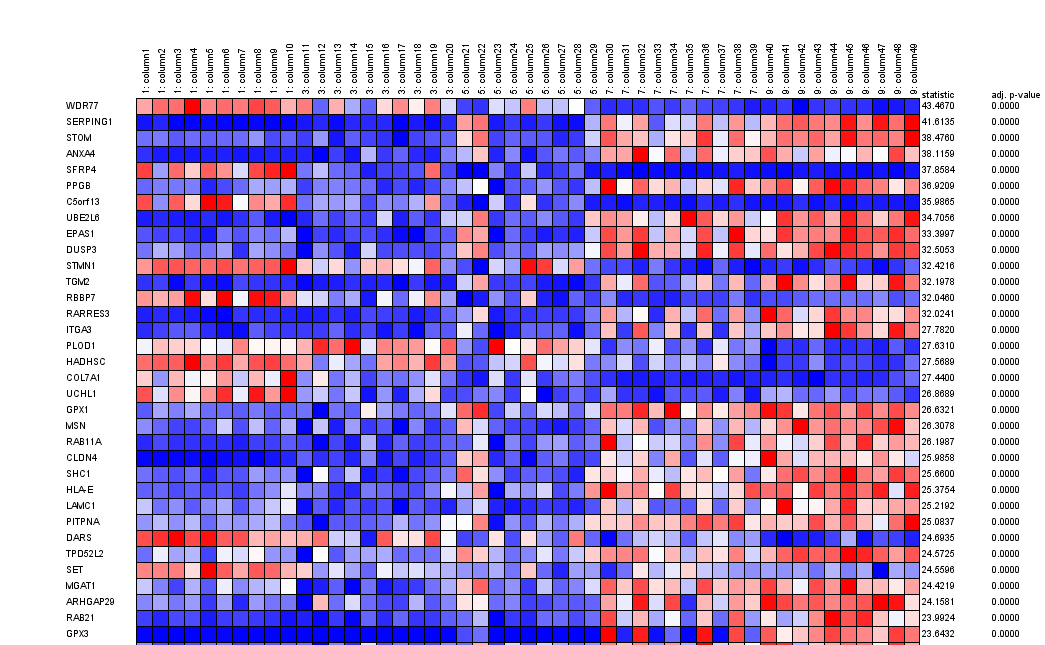 1: column1
1: column2
1: column3
1: column4
1: column5
1: column6
1: column7
1: column8
1: column9
1: column10
3: column11
3: column12
3: column13
3: column14
3: column15
3: column16
3: column17
3: column18
3: column19
3: column20
5: column21
5: column22
5: column23
5: column24
5: column25
5: column26
5: column27
5: column28
5: column29
7: column30
7: column31
7: column32
7: column33
7: column34
7: column35
7: column36
7: column37
7: column38
7: column39
9: column40
9: column41
9: column42
9: column43
9: column44
9: column45
9: column46
9: column47
9: column48
9: column49
statistic adj. p-value
WDR77 43.4670 0.0000
SERPING1 41.6135 0.0000
STOM 38.4760 0.0000
ANXA4 38.1159 0.0000
SFRP4 37.8584 0.0000
PPGB 36.9209 0.0000
C5orf13 35.9865 0.0000
UBE2L6 34.7056 0.0000
EPAS1 33.3997 0.0000
DUSP3 32.5053 0.0000
STMN1 32.4216 0.0000
TGM2 32.1978 0.0000
RBBP7 32.0460 0.0000
RARRES3 32.0241 0.0000
ITGA3 27.7820 0.0000
PLOD1 27.6310 0.0000
HADHSC 27.5689 0.0000
COL7A1 27.4400 0.0000
UCHL1 26.8689 0.0000
GPX1 26.6321 0.0000
MSN 26.3078 0.0000
RAB11A 26.1987 0.0000
CLDN4 25.9858 0.0000
SHC1 25.6600 0.0000
HLA-E 25.3754 0.0000
LAMC1 25.2192 0.0000
PITPNA 25.0837 0.0000
DARS 24.6935 0.0000
TPD52L2 24.5725 0.0000
SET 24.5596 0.0000
MGAT1 24.4219 0.0000
ARHGAP29 24.1581 0.0000
RAB21 23.9924 0.0000
GPX3 23.6432 0.0000